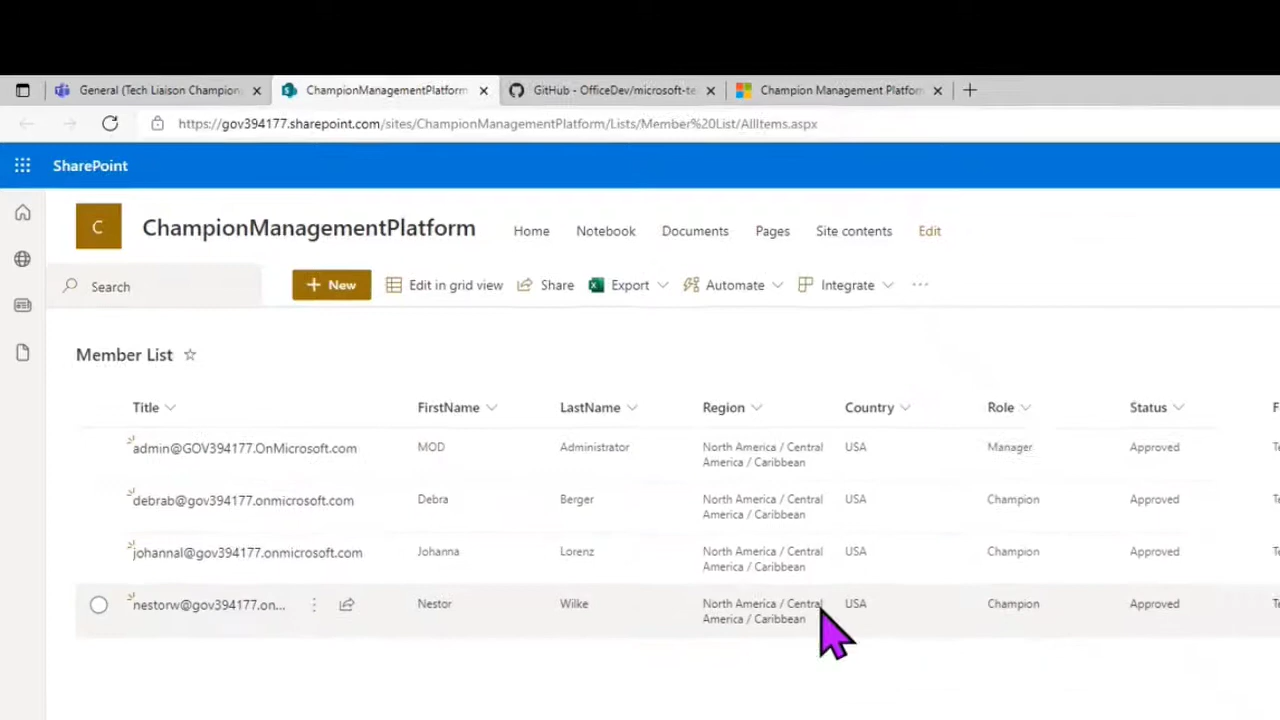 General (Tech Liaison Champion
ChampionManagementPlatform
GitHub - OfficeDev/microsoft-te
Champion Management Platform
https://gov394177.sharepoint.com/sites/ChampionManagementPlatform/Lists/Member%20List/AllItems.aspx
SharePoint
C
ChampionManagementPlatform
Home
Notebook
Documents
Pages
Site contents
Edit
Search
+ New
Edit in grid view
Share
Export
Automate
Integrate
...
Member List
Title FirstName LastName Region Country Role Status F
admin@GOV394177.OnMicrosoft.com MOD Administrator North America / Central USA Manager Approved Te
America / Caribbean
debrab@gov394177.onmicrosoft.com Debra Berger North America / Central USA Champion Approved Te
America / Caribbean
johannal@gov394177.onmicrosoft.com Johanna Lorenz North America / Central USA Champion Approved Te
America / Caribbean
nestorw@gov394177.on... Nestor Wilke North America / Central USA Champion Approved Te
America / Caribbean